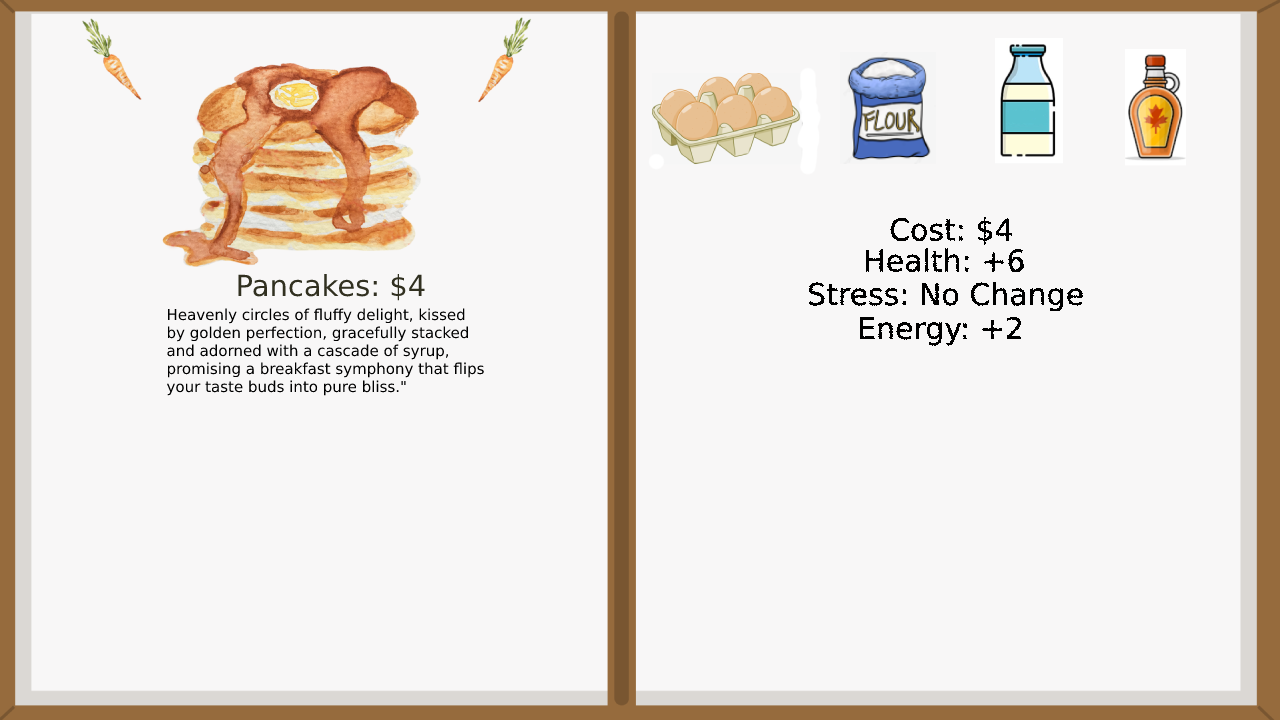 Pancakes: $4
Heavenly circles of fluffy delight, kissed
by golden perfection, gracefully stacked
and adorned with a cascade of syrup,
promising a breakfast symphony that flips
your taste buds into pure bliss."
FLOUR
Cost: $4
Health: +6
Stress: No Change
Energy: +2